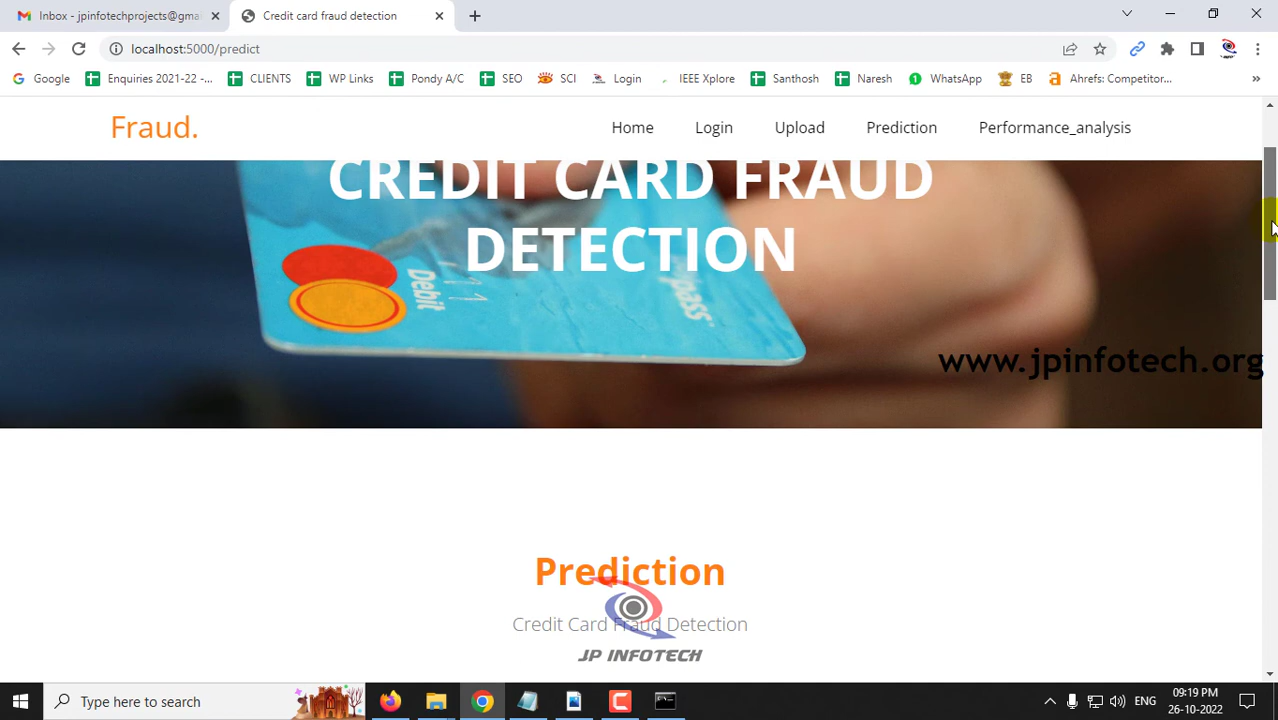 Inbox - jpinfotechprojects@gmai
Credit card fraud detection
localhost:5000/predict
Google
Enquiries 2021-22 -...
CLIENTS
WP Links
Pondy A/C
SEO
SCI
Login
IEEE Xplore
Santhosh
Naresh
WhatsApp
EB
Ahrefs: Competitor...
Fraud.
Home
Login
Upload
Prediction
Performance_analysis
CREDIT CARD FRAUD
DETECTION
Debit
www.jpinfotech.org
Prediction
Credit Card Fraud Detection
JP INFOTECH
Type here to search
ENG
09:19 PM
26-10-2022